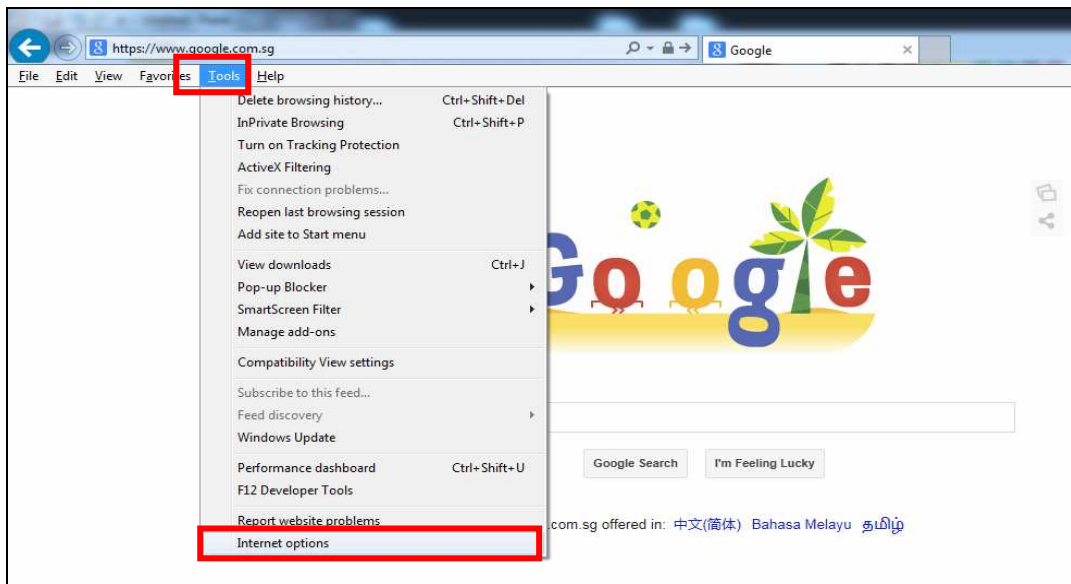 https://www.google.com.sg
Google
File Edit View Favorites Tools Help
Delete browsing history... Ctrl+Shift+Del
InPrivate Browsing Ctrl+Shift+P
Turn on Tracking Protection
ActiveX Filtering
Fix connection problems...
Reopen last browsing session
Add site to Start menu
View downloads Ctrl+J
Pop-up Blocker
SmartScreen Filter
Manage add-ons
Compatibility View settings
Subscribe to this feed...
Feed discovery
Windows Update
Performance dashboard Ctrl+Shift+U
F12 Developer Tools
Report website problems
Internet options
Google
Google Search I'm Feeling Lucky
.com.sg offered in: 中文(简体) Bahasa Melayu தமிழ்